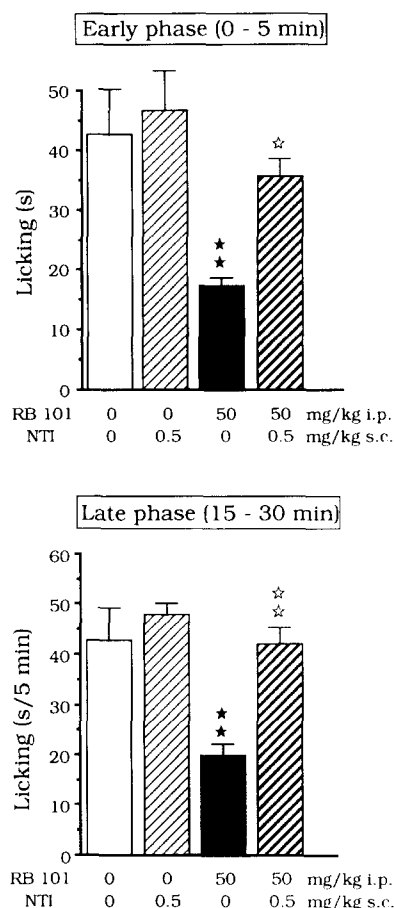 Early phase (0 - 5 min)
50
40
30
20
10
0
Licking (s)
RB 101 0 0 50 50 mg/kg i.p.
NTI 0 0.5 0 0.5 mg/kg s.c.
Late phase (15 - 30 min)
60
50
40
30
20
10
0
Licking (s/5 min)
RB 101 0 0 50 50 mg/kg i.p.
NTI 0 0.5 0 0.5 mg/kg s.c.